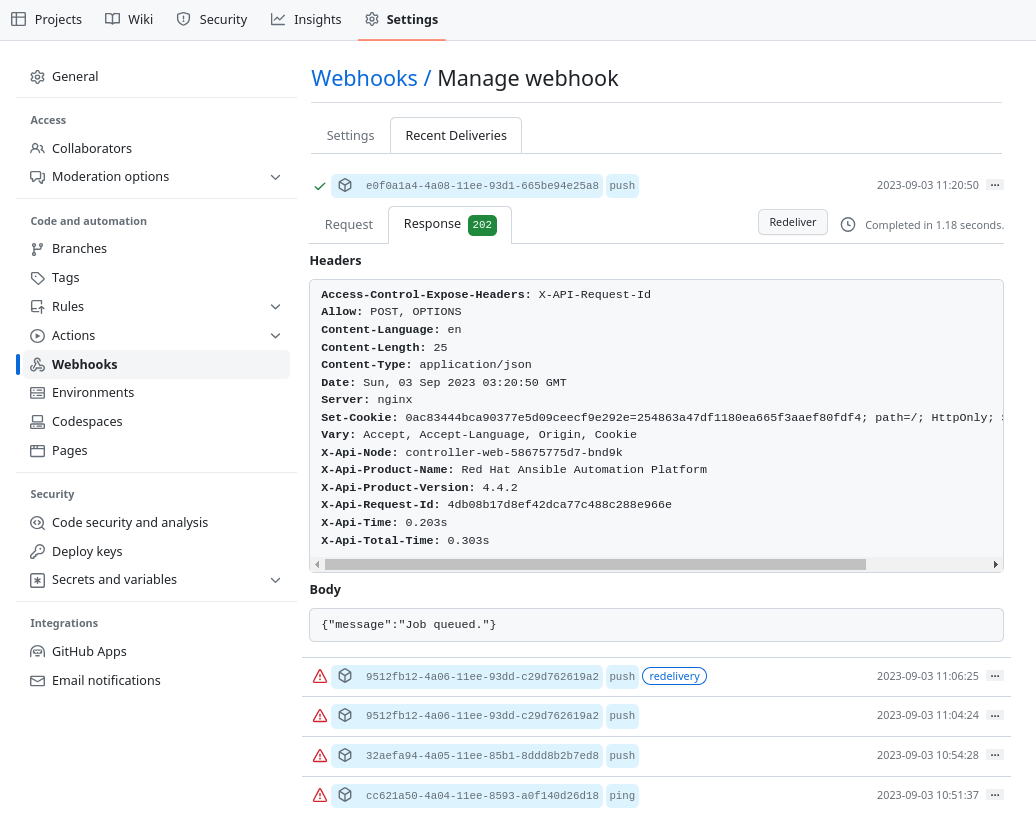 Projects Wiki Security Insights Settings
General
Access
Collaborators
Moderation options
Code and automation
Branches
Tags
Rules
Actions
Webhooks
Environments
Codespaces
Pages
Security
Code security and analysis
Deploy keys
Secrets and variables
Integrations
GitHub Apps
Email notifications
Webhooks / Manage webhook
Settings Recent Deliveries
e0f0a1a4-4a08-11ee-93d1-665be94e25a8 push 2023-09-03 11:20:50
Request Response 202 Redeliver Completed in 1.18 seconds.
Headers
Access-Control-Expose-Headers: X-API-Request-Id
Allow: POST, OPTIONS
Content-Language: en
Content-Length: 25
Content-Type: application/json
Date: Sun, 03 Sep 2023 03:20:50 GMT
Server: nginx
Set-Cookie: 0ac83444bca90377e5d09ceecf9e292e=254863a47df1180ea665f3aaef80fdf4; path=/; HttpOnly;
Vary: Accept, Accept-Language, Origin, Cookie
X-Api-Node: controller-web-58675775d7-bnd9k
X-Api-Product-Name: Red Hat Ansible Automation Platform
X-Api-Product-Version: 4.4.2
X-Api-Request-Id: 4db08b17d8ef42dca77c488c288e966e
X-Api-Time: 0.203s
X-Api-Total-Time: 0.303s
Body
{"message":"Job queued."}
9512fb12-4a06-11ee-93dd-c29d762619a2 push redelivery 2023-09-03 11:06:25
9512fb12-4a06-11ee-93dd-c29d762619a2 push 2023-09-03 11:04:24
32aefa94-4a05-11ee-85b1-8ddd8b2b7ed8 push 2023-09-03 10:54:28
cc621a50-4a04-11ee-8593-a0f140d26d18 ping 2023-09-03 10:51:37